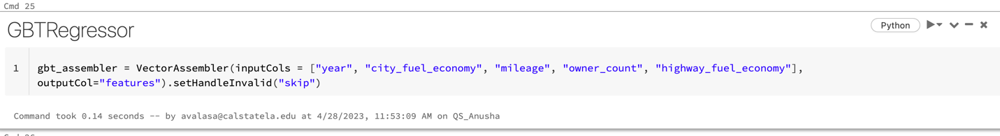 Cmd 25
GBTRegressor
Python
1
gbt_assembler = VectorAssembler(inputCols = ["year", "city_fuel_economy", "mileage", "owner_count", "highway_fuel_economy"],
outputCol="features").setHandleInvalid("skip")
Command took 0.14 seconds -- by avalasa@calstatela.edu at 4/28/2023, 11:53:09 AM on QS_Anusha